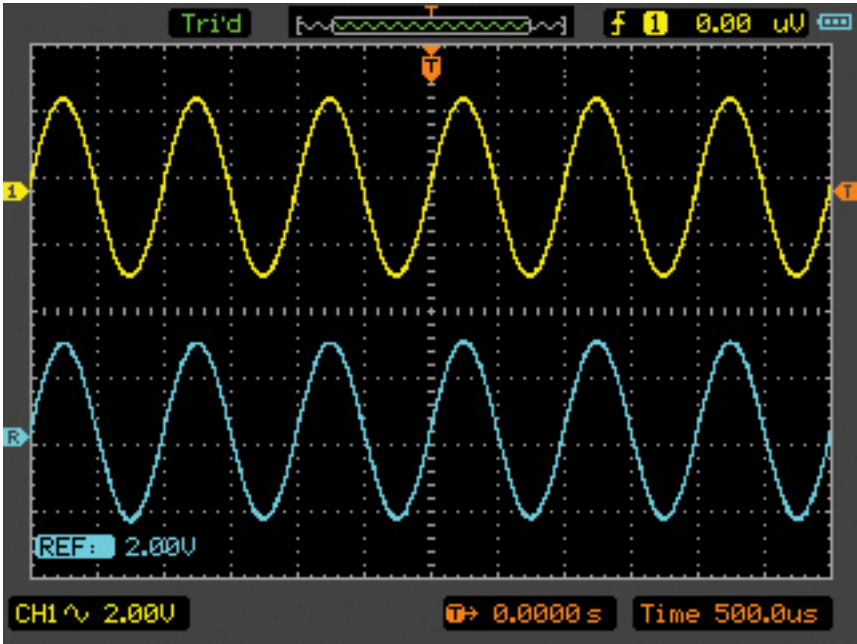 Tri'd T 1 0.00 uV
T
1 T
R
REF: 2.00V
CH1 2.00V T 0.0000s Time 500.0us